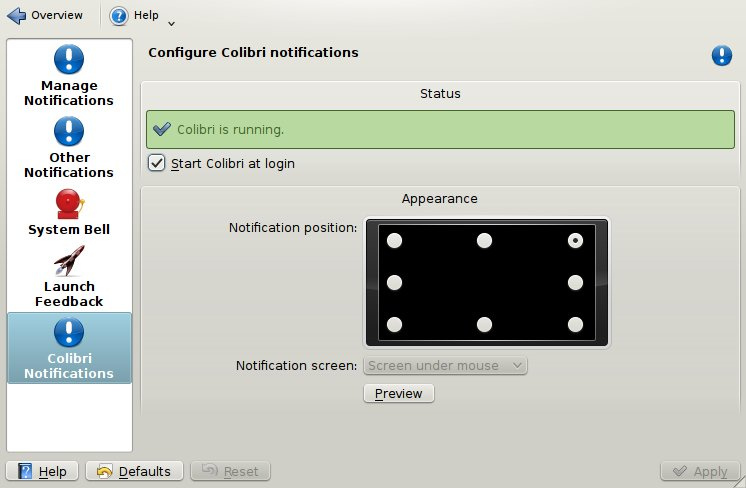 Overview
Help
Manage
Notifications
Other
Notifications
System Bell
Launch
Feedback
Colibri
Notifications
Configure Colibri notifications
Status
Colibri is running.
Start Colibri at login
Appearance
Notification position:
Notification screen:
Screen under mouse
Preview
Help
Defaults
Reset
Apply